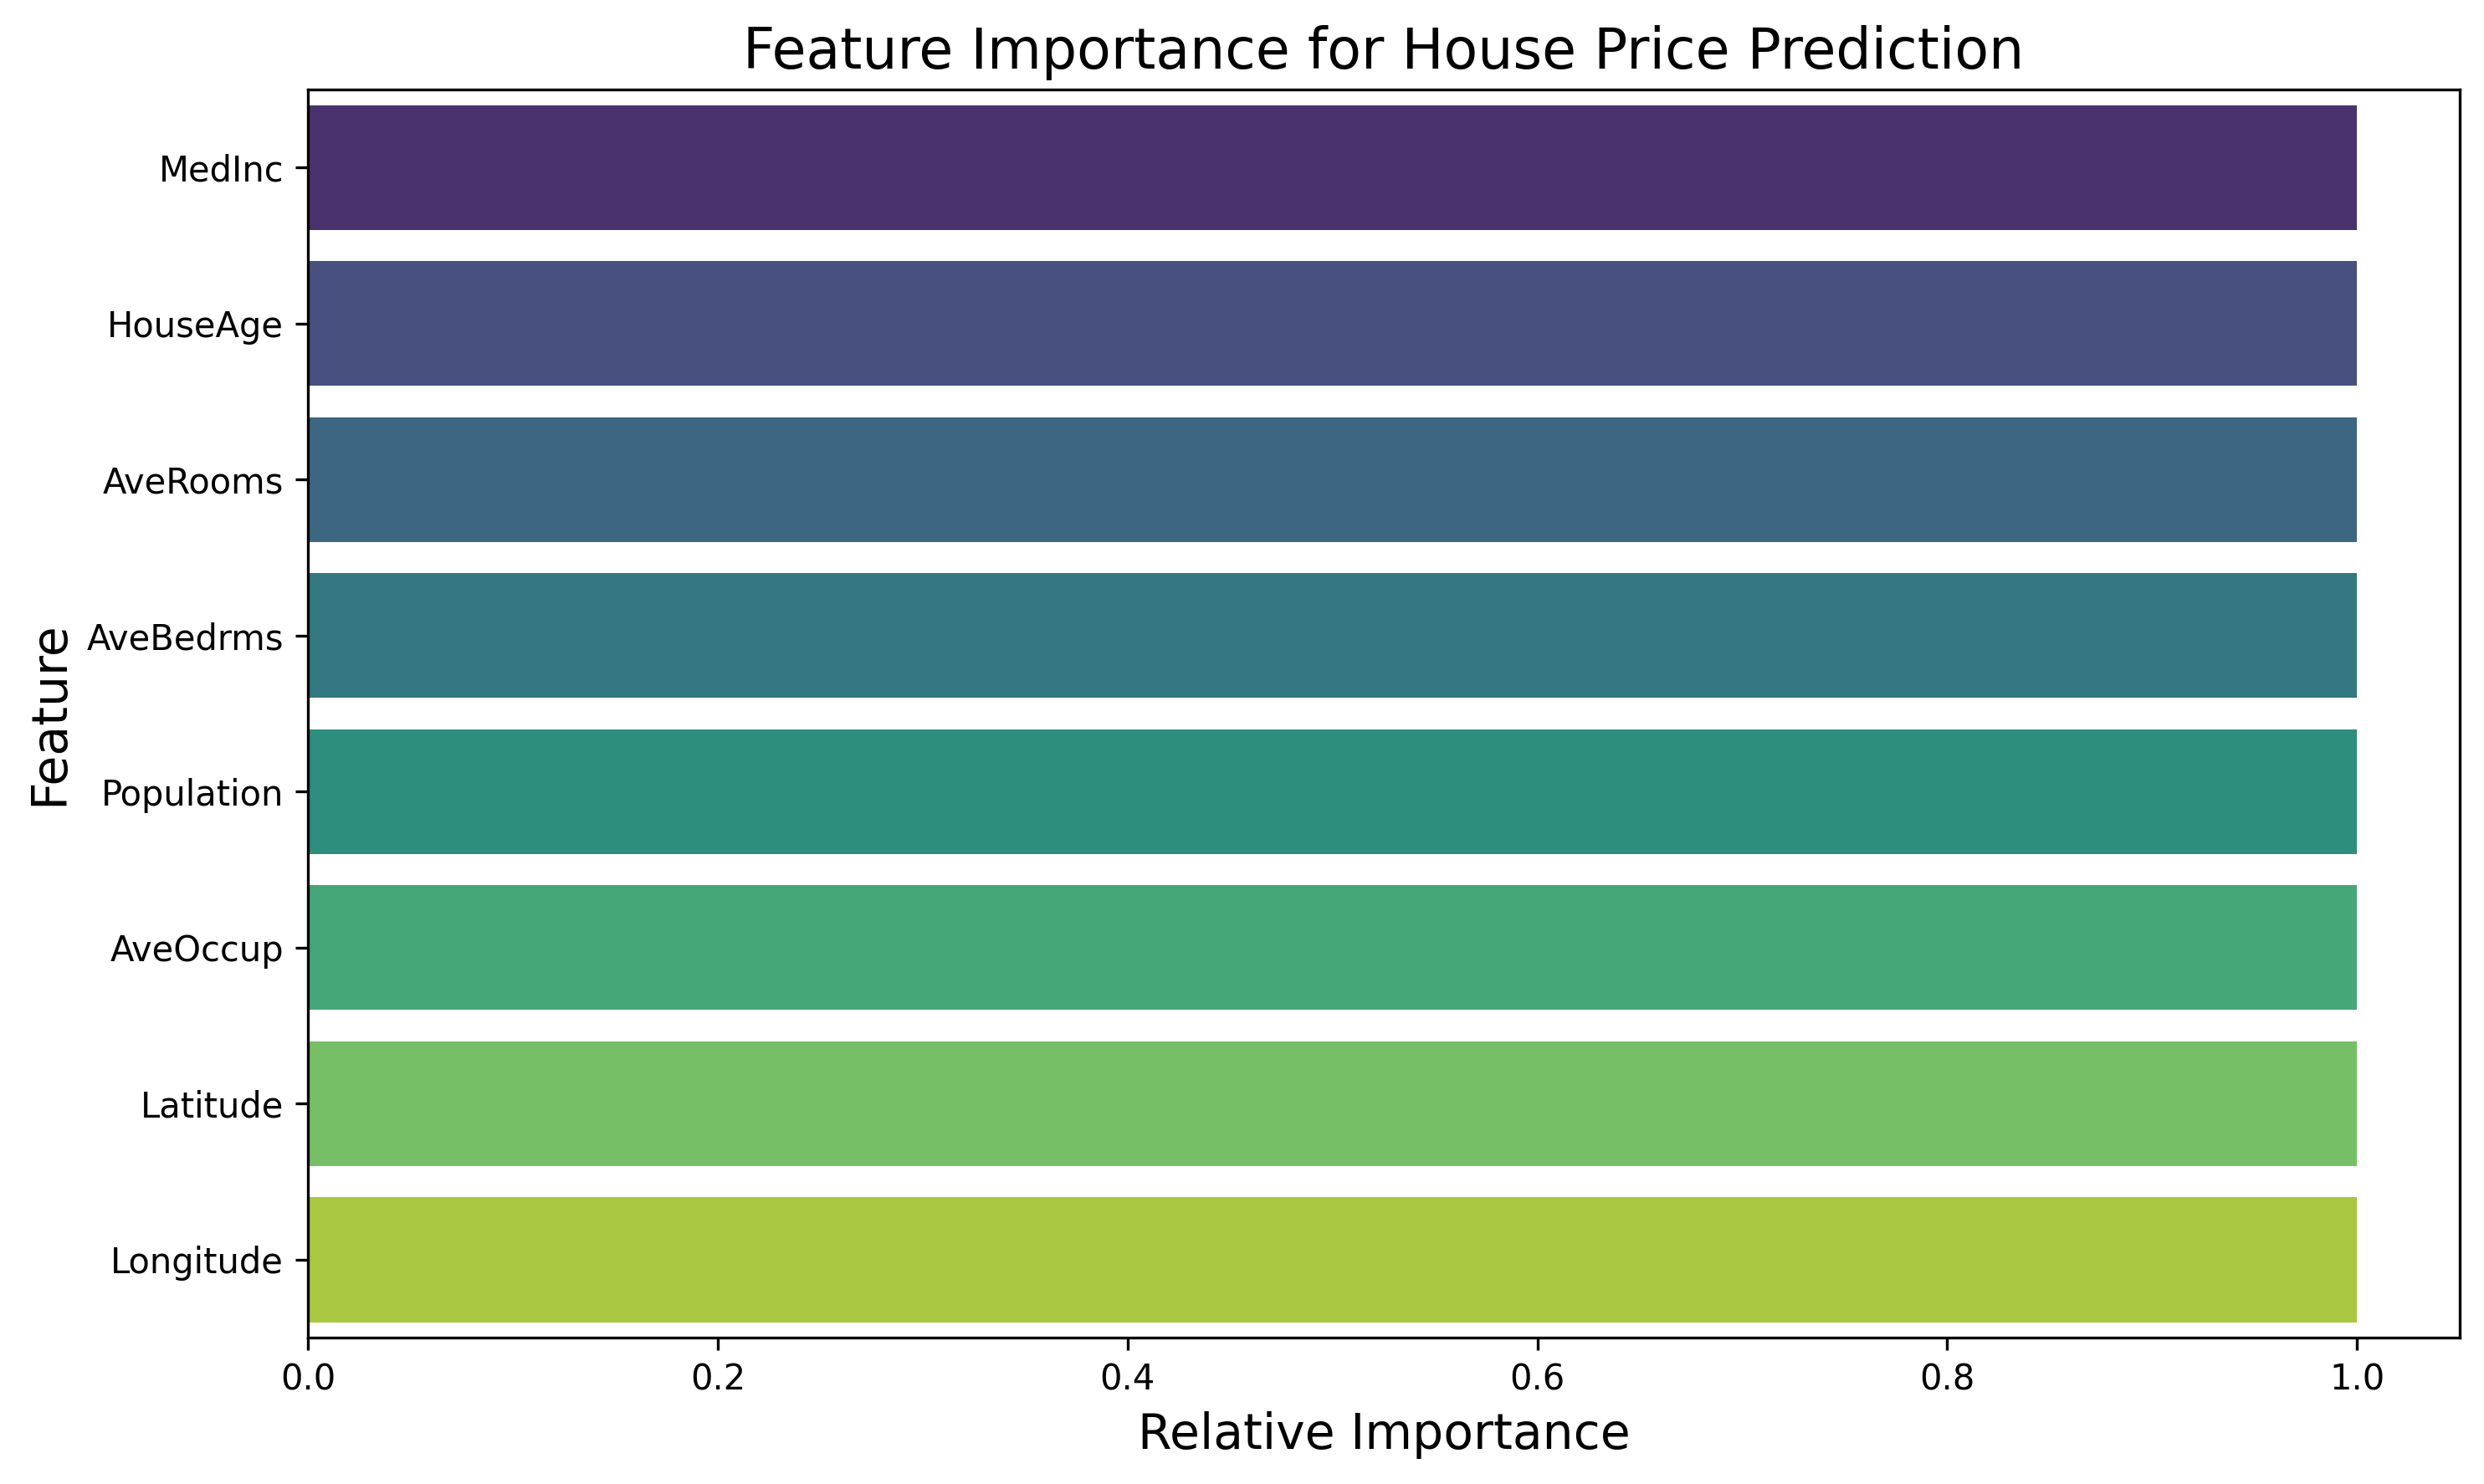 Feature Importance for House Price Prediction
MedInc
HouseAge
AveRooms
AveBedrms
Population
AveOccup
Latitude
Longitude
Feature
0.0 0.2 0.4 0.6 0.8 1.0
Relative Importance